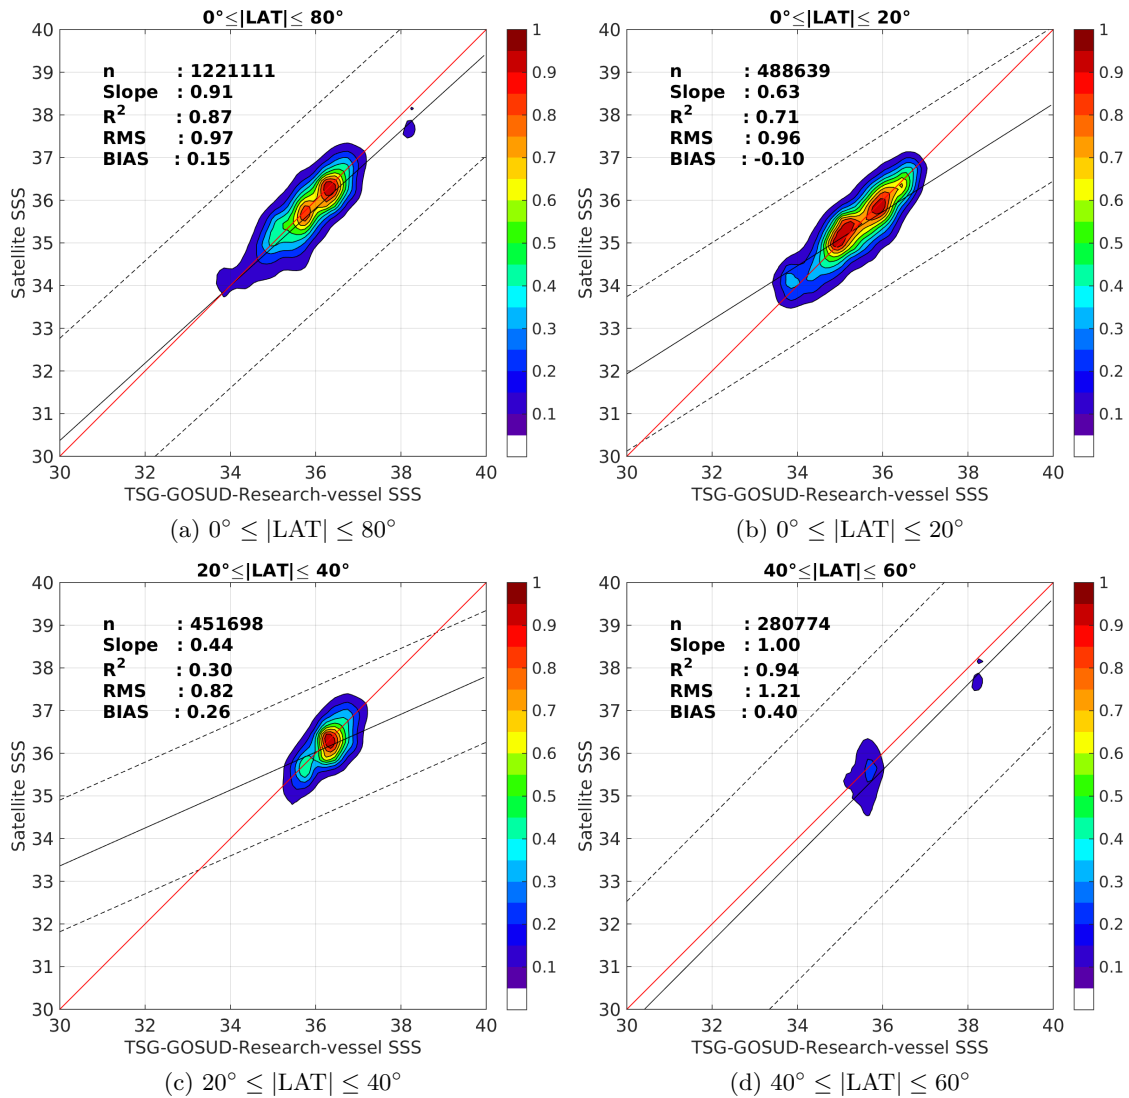 0°≤|LAT|≤ 80°
n : 1221111
Slope : 0.91
R² : 0.87
RMS : 0.97
BIAS : 0.15
40
39
38
37
36
35
34
33
32
31
30
30 32 34 36 38 40
Satellite SSS
TSG-GOSUD-Research-vessel SSS
1
0.9
0.8
0.7
0.6
0.5
0.4
0.3
0.2
0.1
(a) 0° ≤ |LAT| ≤ 80°
0°≤|LAT|≤ 20°
n : 488639
Slope : 0.63
R² : 0.71
RMS : 0.96
BIAS : -0.10
40
39
38
37
36
35
34
33
32
31
30
30 32 34 36 38 40
Satellite SSS
TSG-GOSUD-Research-vessel SSS
1
0.9
0.8
0.7
0.6
0.5
0.4
0.3
0.2
0.1
(b) 0° ≤ |LAT| ≤ 20°
20°≤|LAT|≤ 40°
n : 451698
Slope : 0.44
R² : 0.30
RMS : 0.82
BIAS : 0.26
40
39
38
37
36
35
34
33
32
31
30
30 32 34 36 38 40
Satellite SSS
TSG-GOSUD-Research-vessel SSS
1
0.9
0.8
0.7
0.6
0.5
0.4
0.3
0.2
0.1
(c) 20° ≤ |LAT| ≤ 40°
40°≤|LAT|≤ 60°
n : 280774
Slope : 1.00
R² : 0.94
RMS : 1.21
BIAS : 0.40
40
39
38
37
36
35
34
33
32
31
30
30 32 34 36 38 40
Satellite SSS
TSG-GOSUD-Research-vessel SSS
1
0.9
0.8
0.7
0.6
0.5
0.4
0.3
0.2
0.1
(d) 40° ≤ |LAT| ≤ 60°